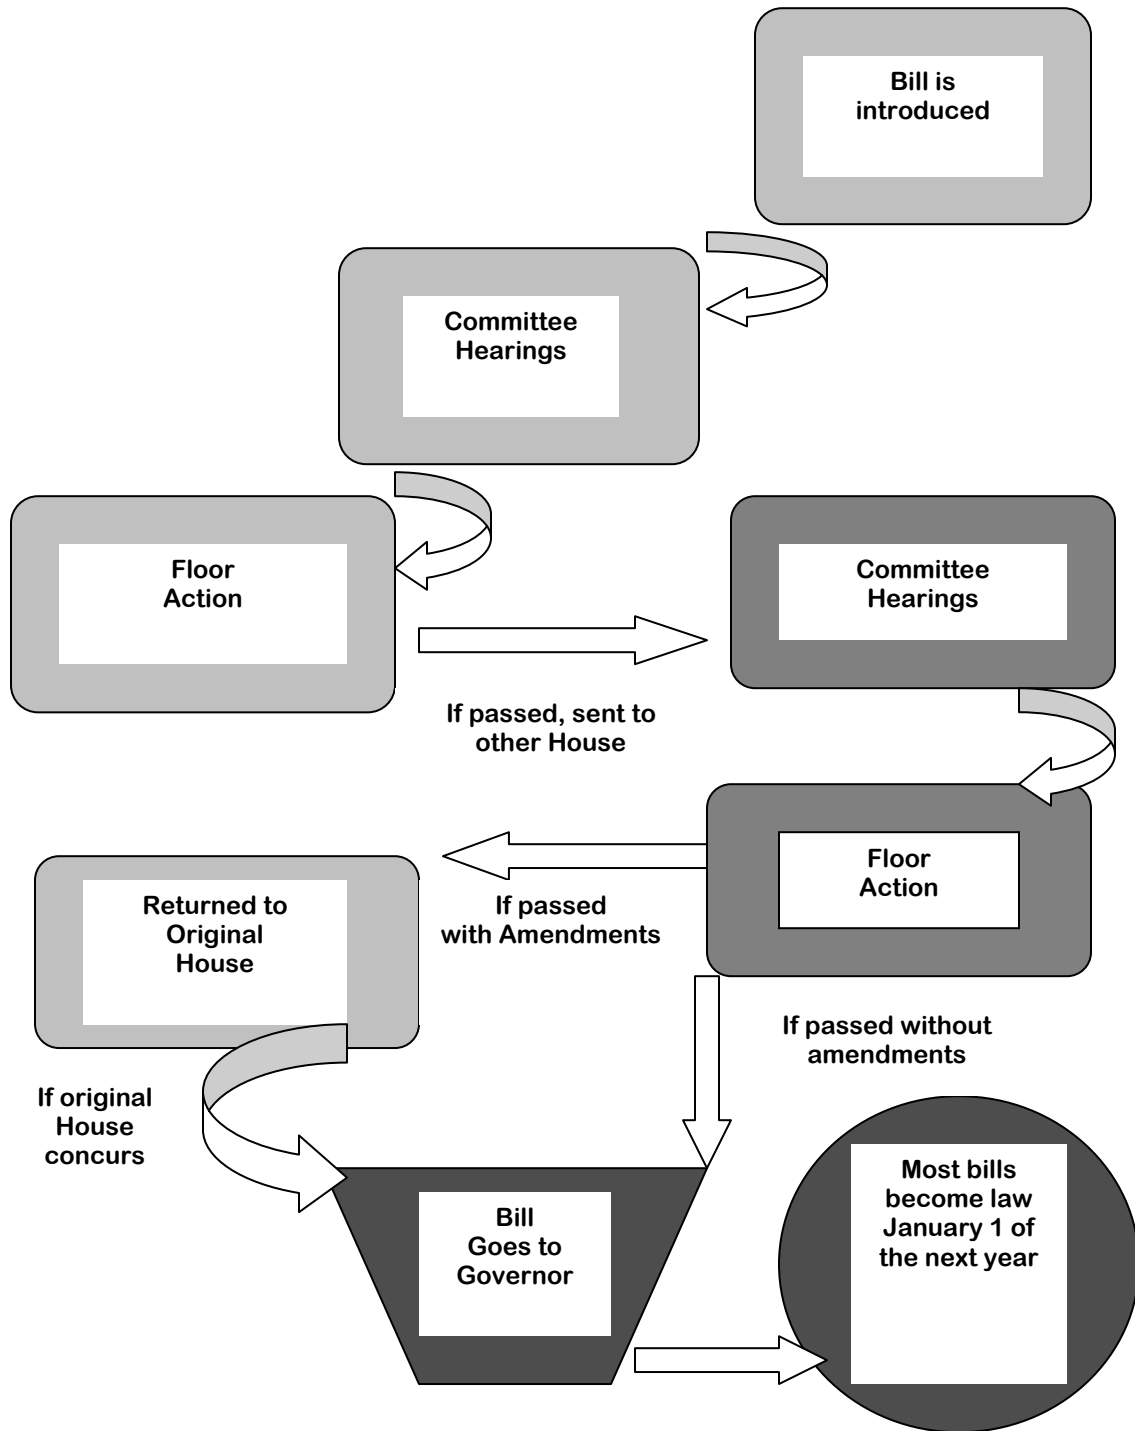 Bill is
introduced
Committee
Hearings
Floor
Action
If passed, sent to
other House
Committee
Hearings
Floor
Action
If passed
with Amendments
Returned to
Original
House
If passed without
amendments
If original
House
concurs
Bill
Goes to
Governor
Most bills
become law
January 1 of
the next year